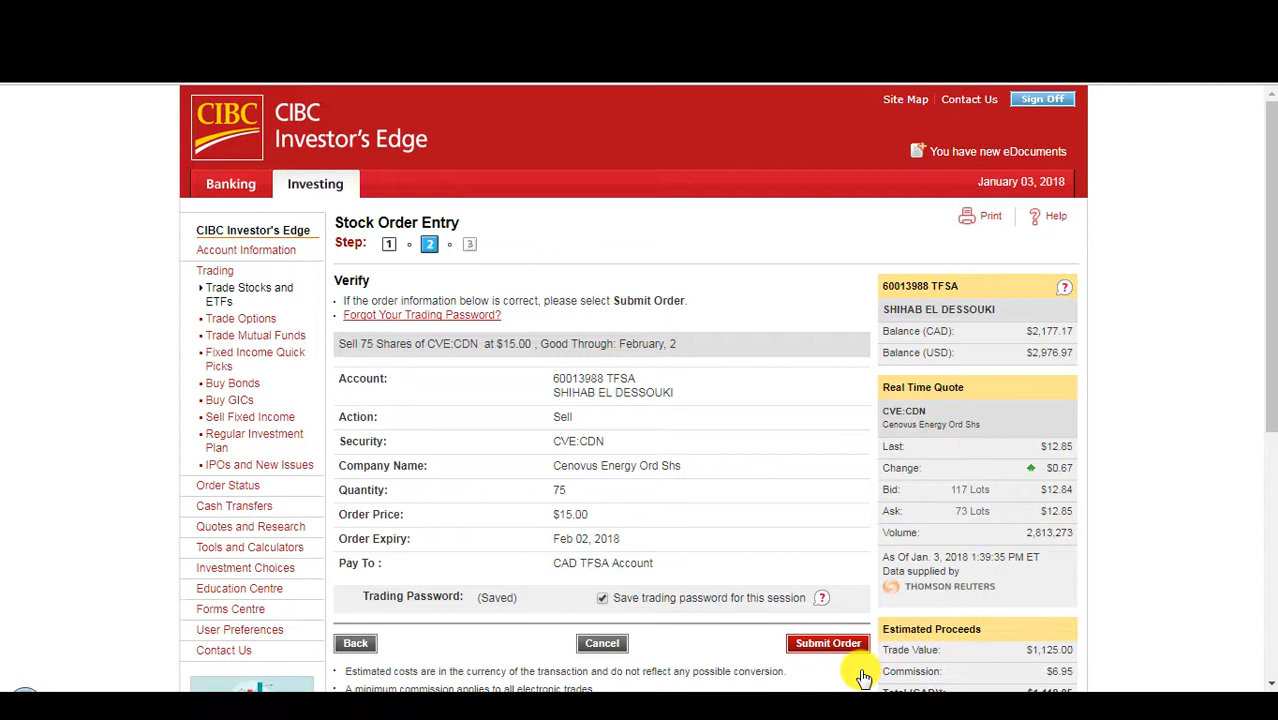 CIBC
CIBC
Investor's Edge
Site Map
Contact Us
Sign Off
You have new eDocuments
Banking
Investing
January 03, 2018
CIBC Investor's Edge
Account Information
Trading
Trade Stocks and
ETFs
Trade Options
Trade Mutual Funds
Fixed Income Quick
Picks
Buy Bonds
Buy GICs
Sell Fixed Income
Regular Investment
Plan
IPOs and New Issues
Order Status
Cash Transfers
Quotes and Research
Tools and Calculators
Investment Choices
Education Centre
Forms Centre
User Preferences
Contact Us
Stock Order Entry
Print
Help
Step: 1 2 3
Verify
If the order information below is correct, please select Submit Order.
Forgot Your Trading Password?
Sell 75 Shares of CVE:CDN at $15.00 , Good Through: February, 2
Account: 60013988 TFSA
SHIHAB EL DESSOUKI
Action: Sell
Security: CVE:CDN
Company Name: Cenovus Energy Ord Shs
Quantity: 75
Order Price: $15.00
Order Expiry: Feb 02, 2018
Pay To : CAD TFSA Account
Trading Password: (Saved) Save trading password for this session ?
Back
Cancel
Submit Order
Estimated costs are in the currency of the transaction and do not reflect any possible conversion.
A minimum commission applies to all electronic trades.
60013988 TFSA ?
SHIHAB EL DESSOUKI
Balance (CAD): $2,177.17
Balance (USD): $2,976.97
Real Time Quote
CVE:CDN
Cenovus Energy Ord Shs
Last: $12.85
Change: $0.67
Bid: 117 Lots $12.84
Ask: 73 Lots $12.85
Volume: 2,813,273
As Of Jan. 3, 2018 1:39:35 PM ET
Data supplied by
THOMSON REUTERS
Estimated Proceeds
Trade Value: $1,125.00
Commission: $6.95
Total (CAD):